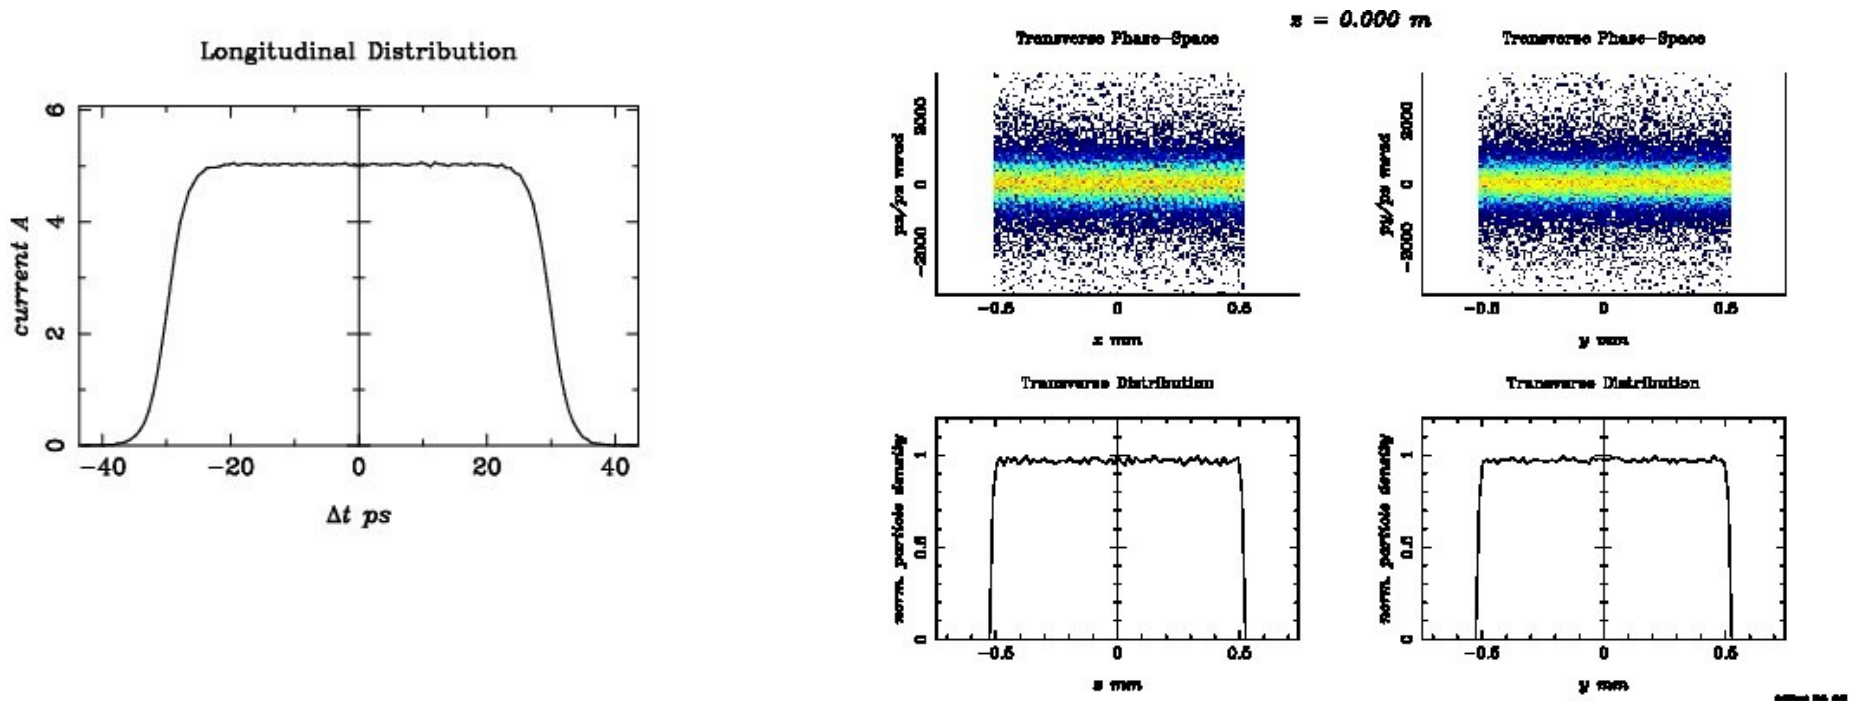 Longitudinal Distribution
6
4
2
0
current A
−40 −20 0 20 40
Δt ps
z = 0.000 m
Transverse Phase−Space
px/pz mrad
2000
0
−2000
−0.5 0 0.5
x mm
Transverse Phase−Space
py/pz mrad
2000
0
−2000
−0.5 0 0.5
y mm
Transverse Distribution
norm. particle density
1
0.5
0
−0.5 0 0.5
x mm
Transverse Distribution
norm. particle density
1
0.5
0
−0.5 0 0.5
y mm